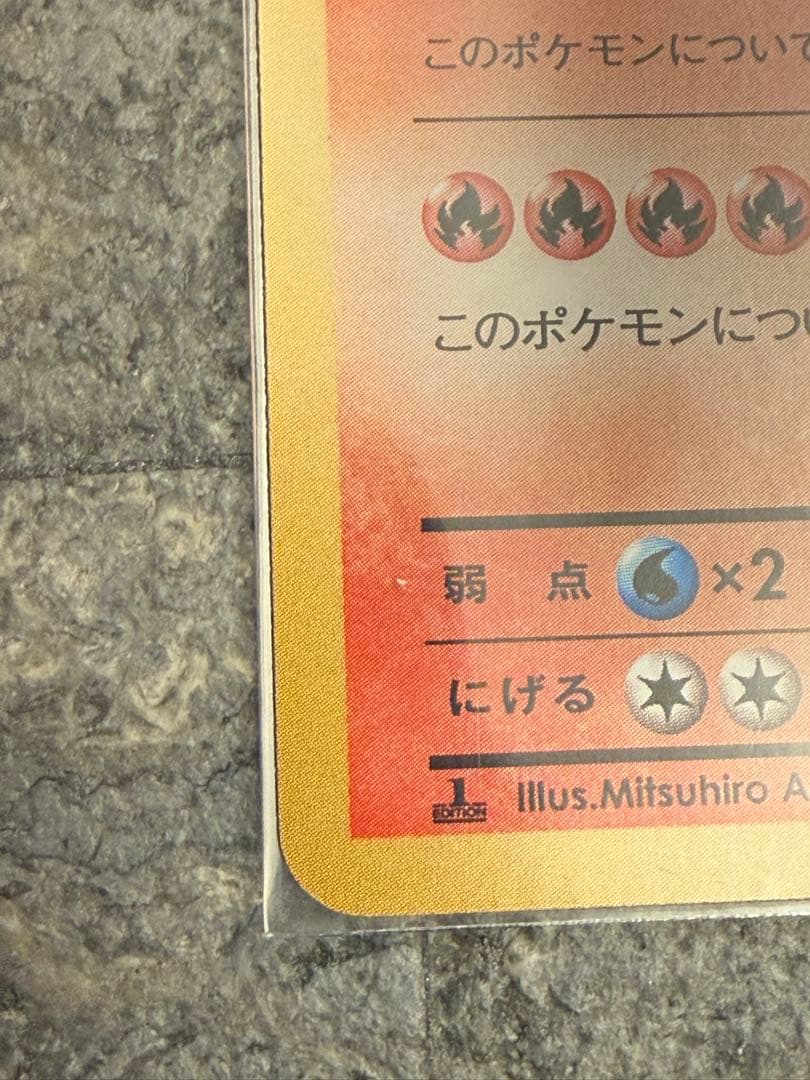 このポケモンについて
このポケモンについ
弱 点 ×2
にげる
1 EDITION Illus.Mitsuhiro A